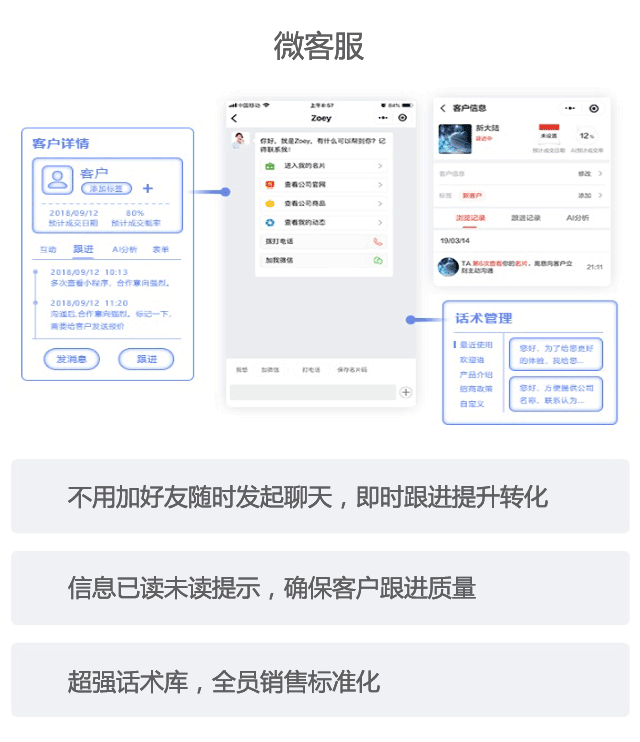 微客服
客户详情
客户
添加标签
2018/09/12 80%
预计成交日期 预计成交概率
互动 跟进 AI分析 表单
2018/09/12 10:13
多次查看小程序，合作意向强烈。
2018/09/12 11:20
沟通后,合作意向强烈。标记一下,
需要给客户发送报价
发消息 跟进
中国移动 上午8:57 84%
Zoey
你好，我是Zoey，有什么可以帮到你？记
得联系我！
进入我的名片
查看公司官网
查看公司商品
查看我的动态
拨打电话
加我微信
加微信 打电话 保存名片码
客户信息
新大陆
未设置 12%
预计成交日期 AI预计成交率
客户信息 修改
标签 新客户 添加
浏览记录 跟进记录 AI分析
19/03/14
TA 第6次查看你的名片，高意向客户立
刻主动沟通 21:11
话术管理
最近使用
欢迎语
产品介绍
招商政策
自定义
您好，为了给您更好
的体验，我给您...
您好，方便提供公司
名称，联系认为...
不用加好友随时发起聊天，即时跟进提升转化
信息已读未读提示，确保客户跟进质量
超强话术库，全员销售标准化